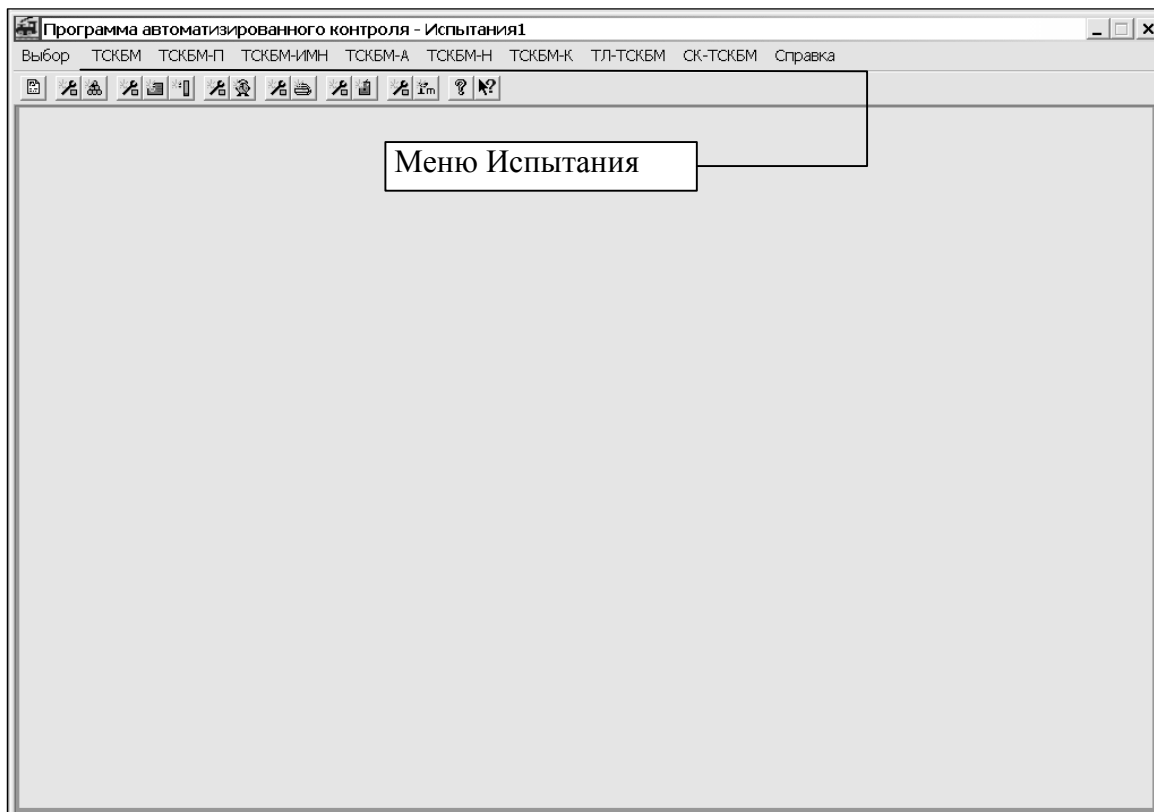 Программа автоматизированного контроля - Испытания1
Выбор ТСКБМ ТСКБМ-П ТСКБМ-ИМН ТСКБМ-А ТСКБМ-Н ТСКБМ-К ТЛ-ТСКБМ СК-ТСКБМ Справка
Меню Испытания